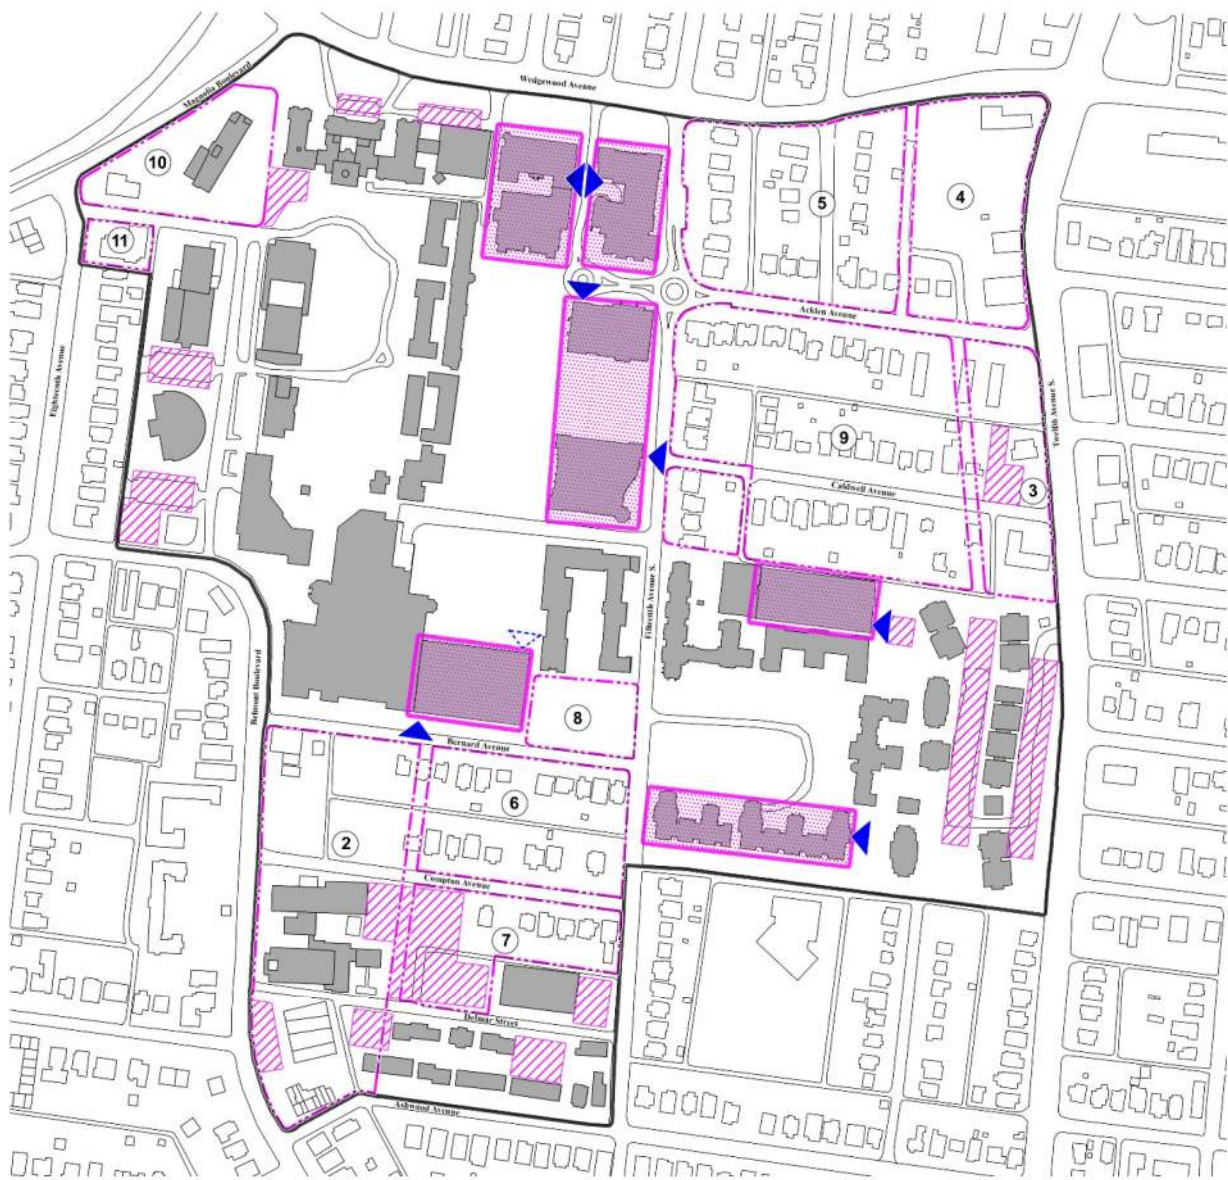 Wedgewood Avenue
Magnolia Boulevard
10
5
4
11
Acklen Avenue
Eighteenth Avenue
Twelfth Avenue S.
9
Caldwell Avenue
3
Fifteenth Avenue S.
Belmont Boulevard
8
Bernard Avenue
6
2
Compton Avenue
7
Delmar Street
Ashwood Avenue